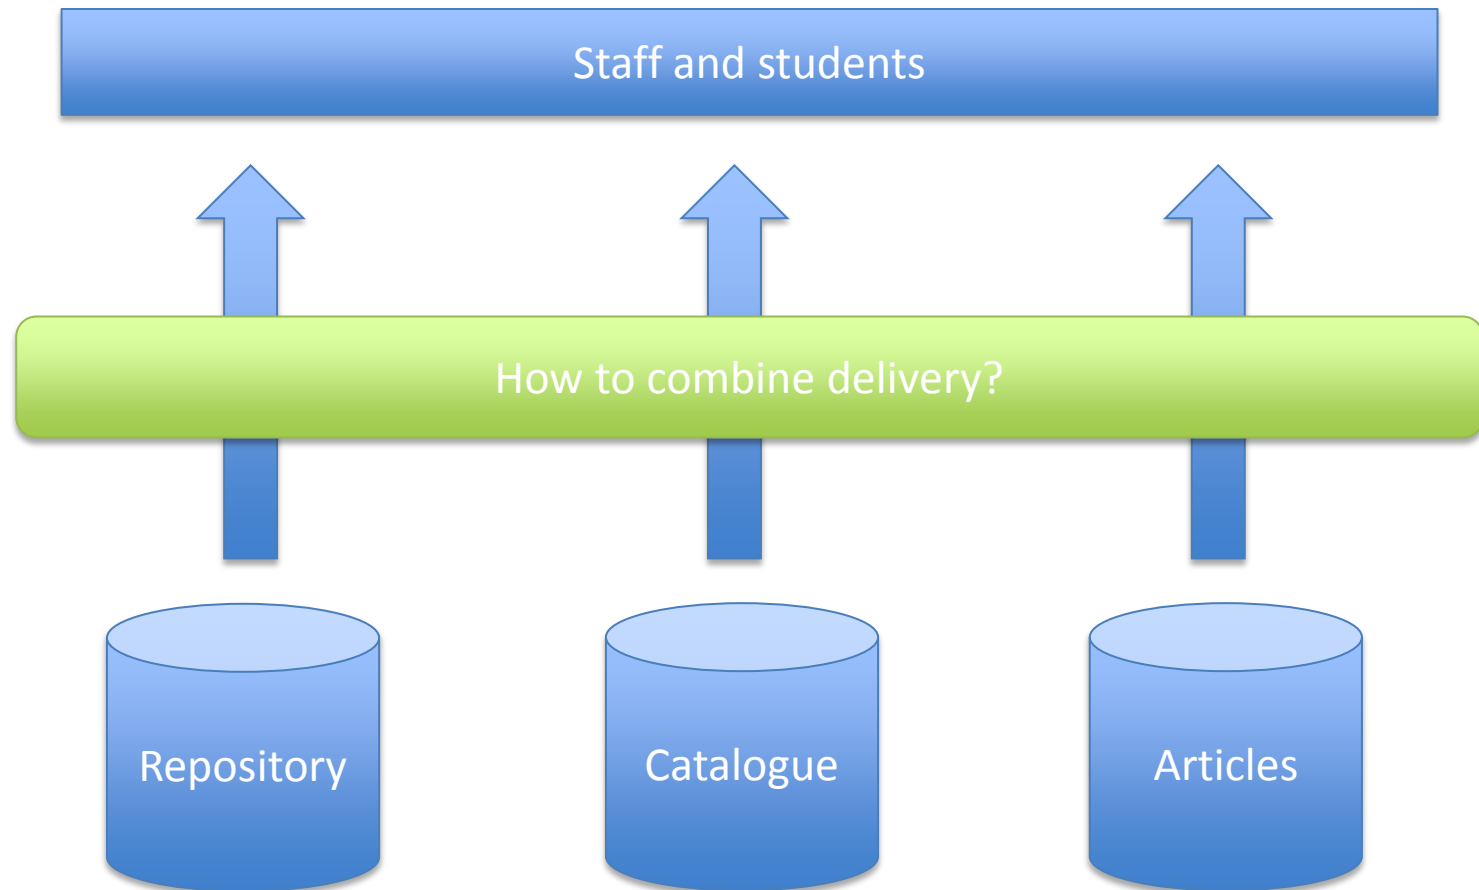 Staff and students
How to combine delivery?
Repository
Catalogue
Articles